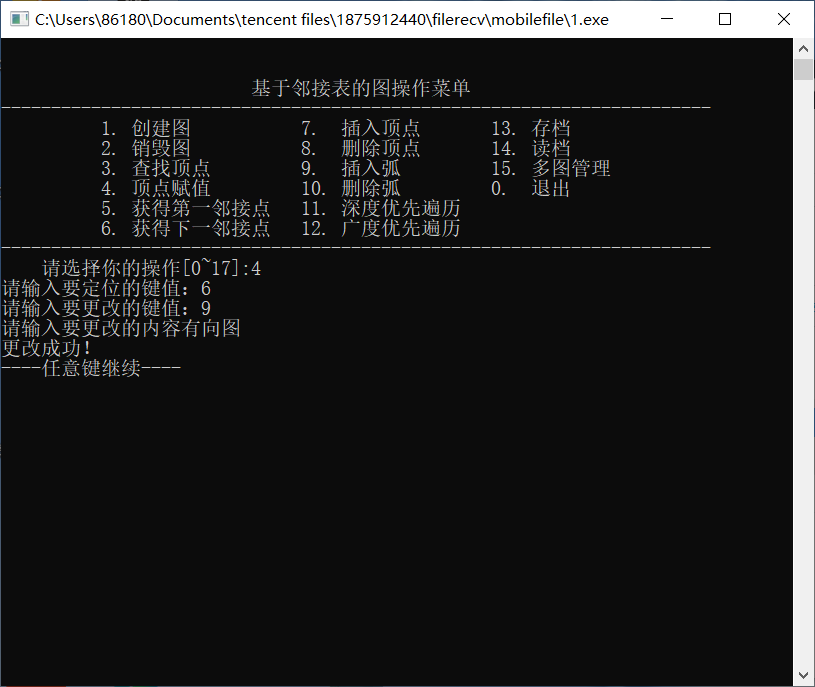 C:\Users\86180\Documents\tencent files\1875912440\filerecv\mobilefile\1.exe
基于邻接表的图操作菜单
-----------------------------------------------------------------------
1. 创建图 7. 插入顶点 13. 存档
2. 销毁图 8. 删除顶点 14. 读档
3. 查找顶点 9. 插入弧 15. 多图管理
4. 顶点赋值 10. 删除弧 0. 退出
5. 获得第一邻接点 11. 深度优先遍历
6. 获得下一邻接点 12. 广度优先遍历
-----------------------------------------------------------------------
请选择你的操作[0~17]:4
请输入要定位的键值：6
请输入要更改的键值：9
请输入要更改的内容有向图
更改成功！
----任意键继续----